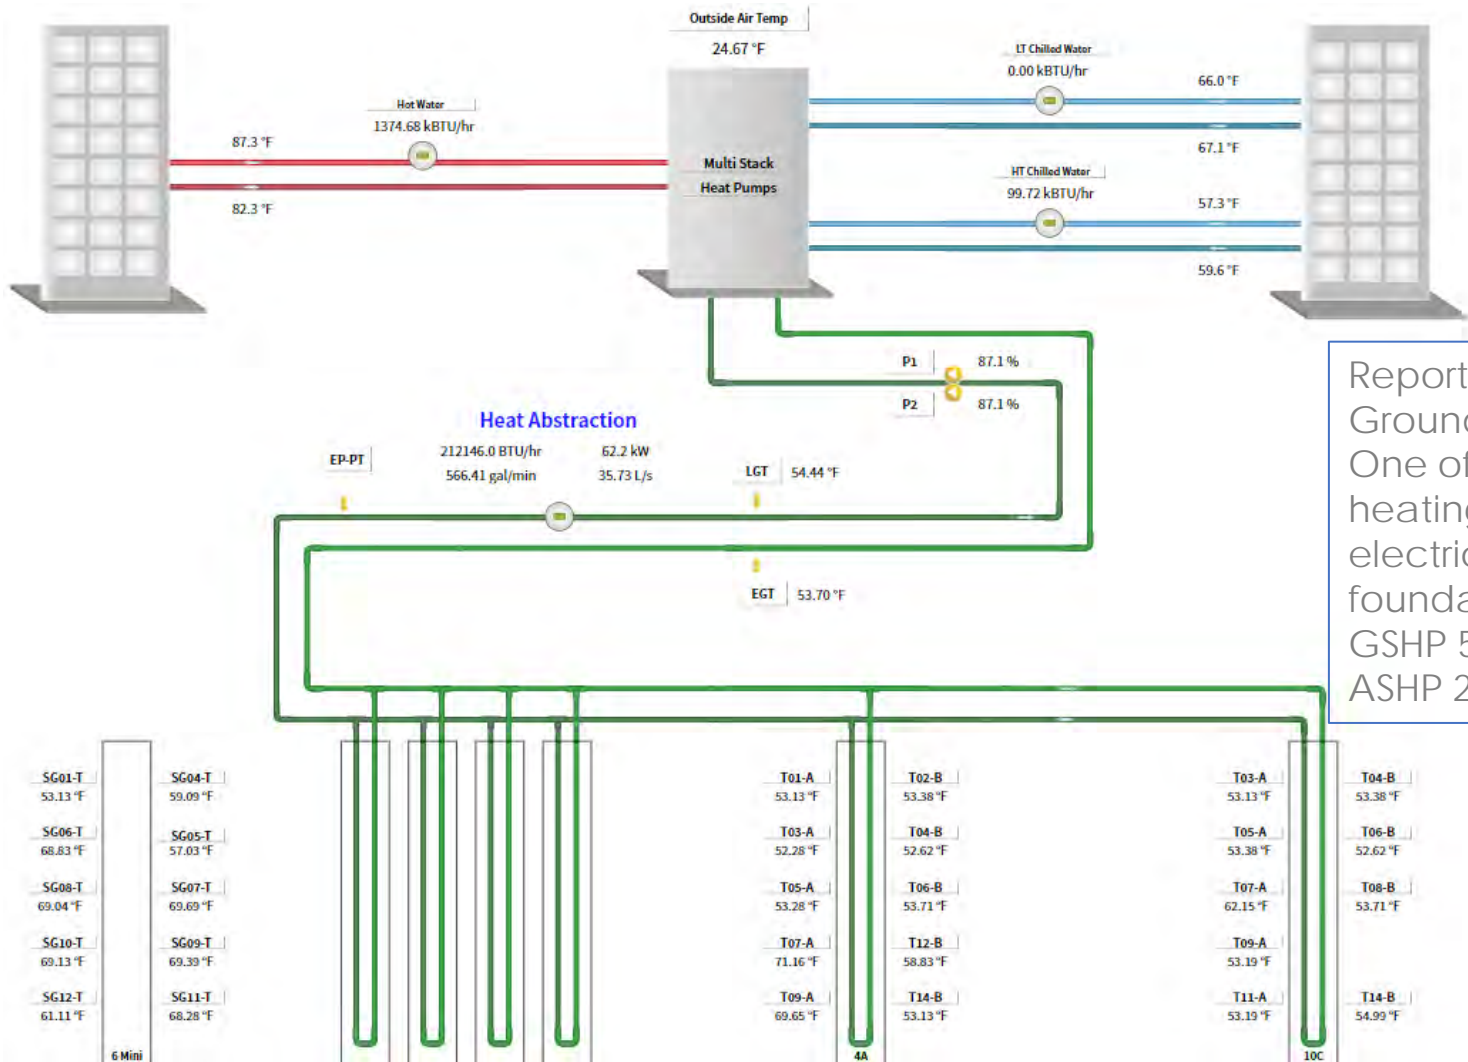 Outside Air Temp
24.67 °F
LT Chilled Water
0.00 kBTU/hr
66.0 °F
67.1 °F
Hot Water
1374.68 kBTU/hr
87.3 °F
82.3 °F
Multi Stack
Heat Pumps
HT Chilled Water
99.72 kBTU/hr
57.3 °F
59.6 °F
P1 87.1 %
P2 87.1 %
Heat Abstraction
212146.0 BTU/hr 62.2 kW
566.41 gal/min 35.73 L/s
EP-PT
LGT 54.44 °F
EGT 53.70 °F
Report
Ground
One of
heating
electric
founda
GSHP 5
ASHP 2
SG01-T SG04-T
53.13 °F 59.09 °F
SG06-T SG05-T
68.83 °F 57.03 °F
SG08-T SG07-T
69.04 °F 69.69 °F
SG10-T SG09-T
69.13 °F 69.39 °F
SG12-T SG11-T
61.11 °F 68.28 °F
6 Mini
T01-A T02-B
53.13 °F 53.38 °F
T03-A T04-B
52.28 °F 52.62 °F
T05-A T06-B
53.28 °F 53.71 °F
T07-A T12-B
71.16 °F 58.83 °F
T09-A T14-B
69.65 °F 53.13 °F
4A
T03-A T04-B
53.13 °F 53.38 °F
T05-A T06-B
53.38 °F 52.62 °F
T07-A T08-B
62.15 °F 53.71 °F
T09-A
53.19 °F
T11-A T14-B
53.19 °F 54.99 °F
10C